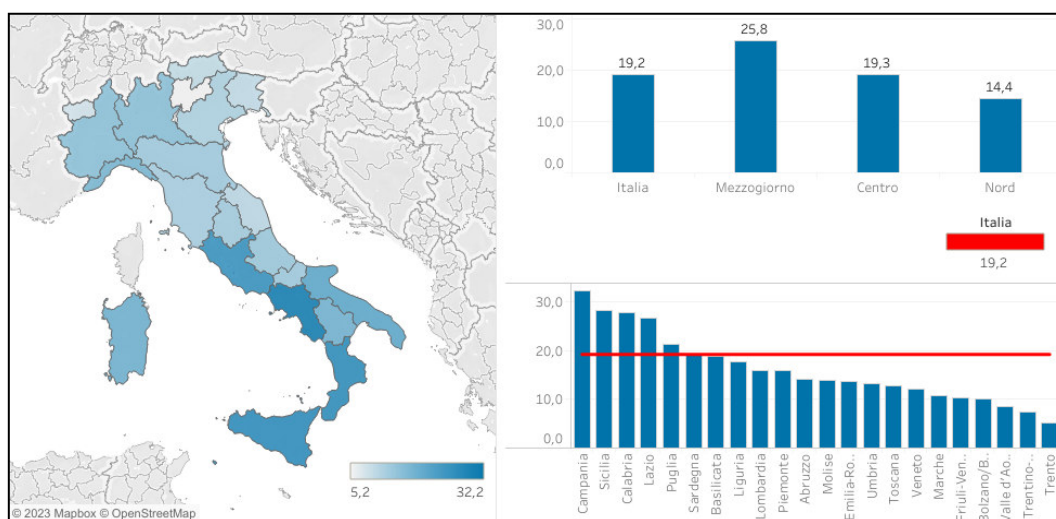 5,2
32,2
© 2023 Mapbox © OpenStreetMap
30,0
20,0
10,0
0,0
19,2
25,8
19,3
14,4
Italia
Mezzogiorno
Centro
Nord
Italia
19,2
30,0
20,0
10,0
0,0
Campania
Sicilia
Calabria
Lazio
Puglia
Sardegna
Basilicata
Liguria
Lombardia
Piemonte
Abruzzo
Molise
Emilia-Ro..
Umbria
Toscana
Veneto
Marche
Friuli-Ven..
Bolzano/B..
Valle d'Ao..
Trentino-..
Trento